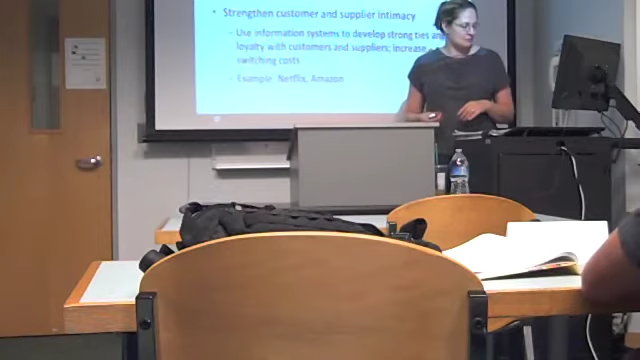 • Strengthen customer and supplier intimacy
– Use information systems to develop strong ties and
loyalty with customers and suppliers; increase
switching costs
– Example: Netflix, Amazon